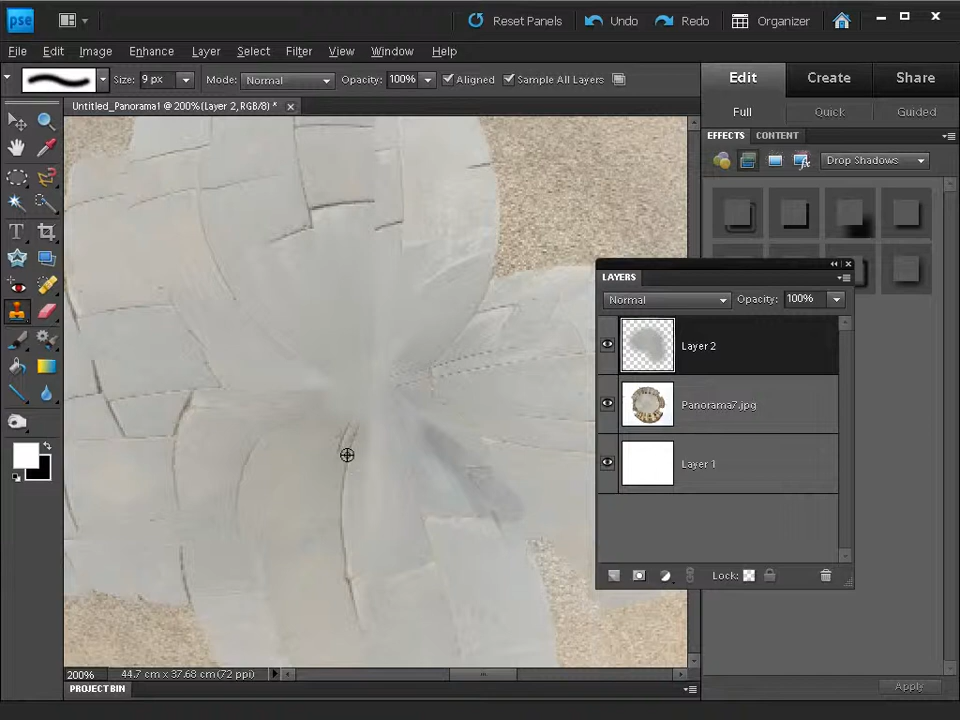 pse Reset Panels Undo Redo Organizer
File Edit Image Enhance Layer Select Filter View Window Help
Size: 9 px Mode: Normal Opacity: 100% Aligned Sample All Layers
Edit Create Share
Untitled_Panorama1 @ 200%(Layer 2,RGB/8) *
Full Quick Guided
EFFECTS CONTENT
Drop Shadows
LAYERS
Normal Opacity: 100%
Layer 2
Panorama7.jpg
Layer 1
Lock:
200% 44.7 cm x 37.68 cm (72 ppi)
PROJECT BIN
Apply